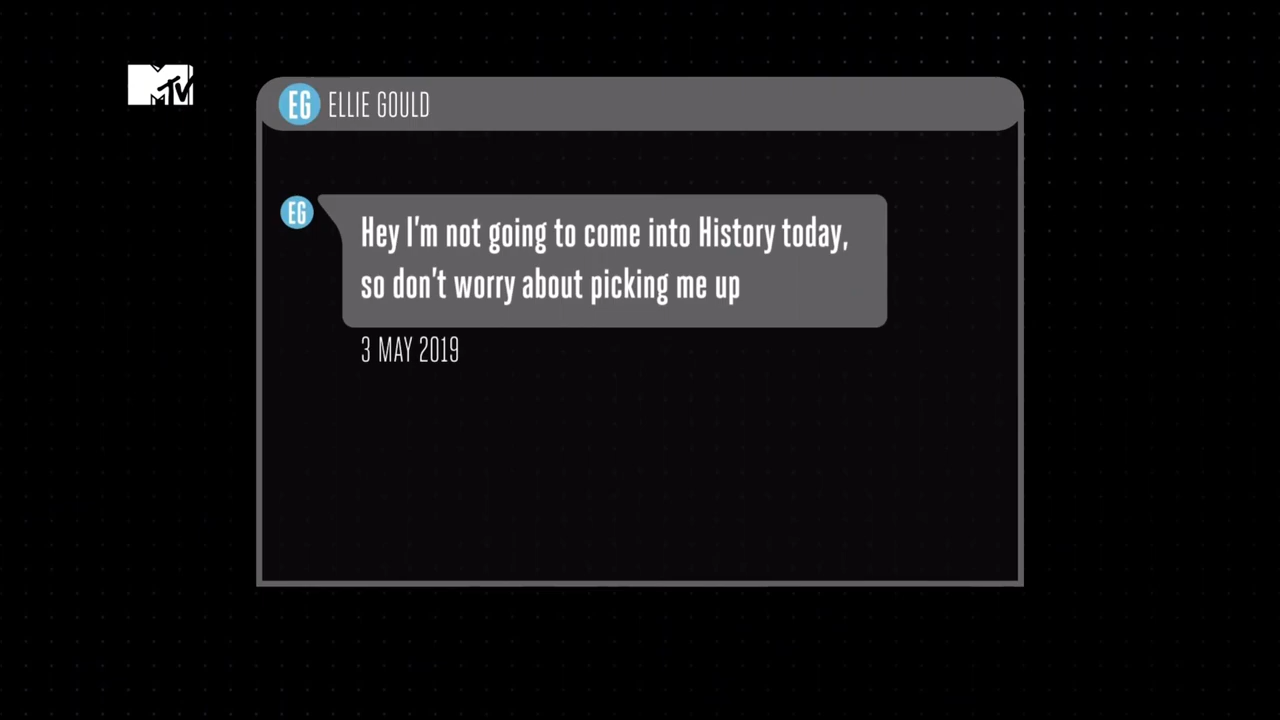 MTV
EG ELLIE GOULD
EG
Hey I'm not going to come into History today,
so don't worry about picking me up
3 MAY 2019